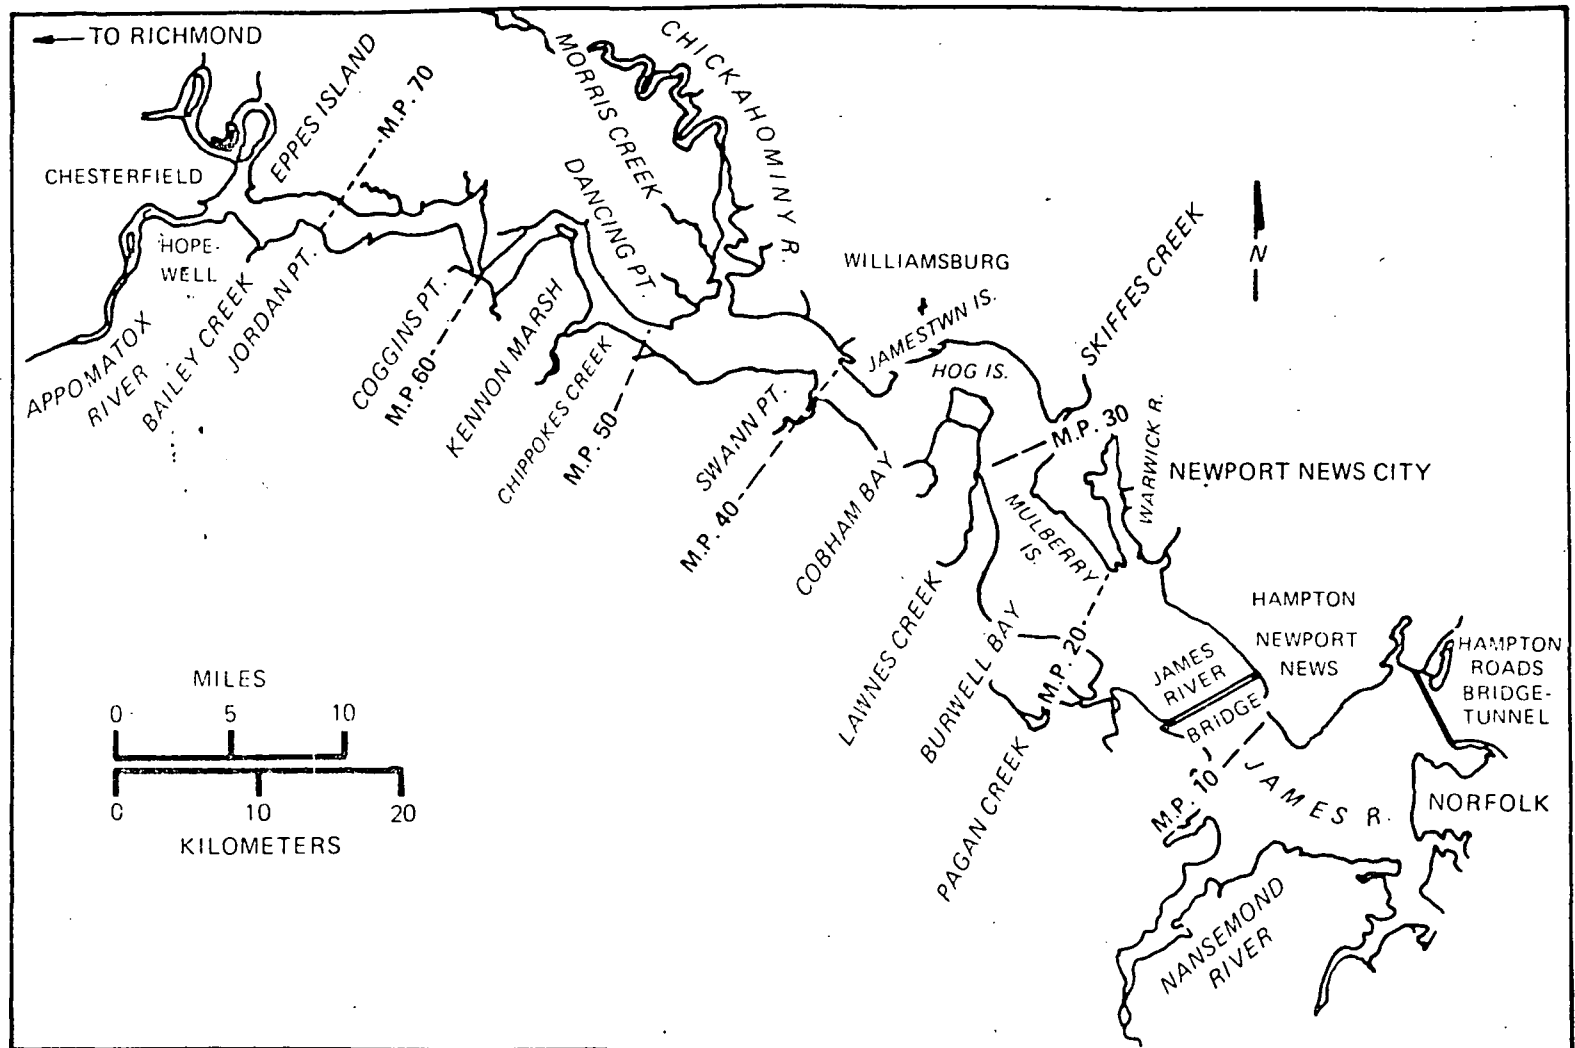 TO RICHMOND
EPPES ISLAND
M.P. 70
MORRIS CREEK
CHICKAHOMINY R.
CHESTERFIELD
DANCING PT.
HOPE-
WELL
APPOMATOX
RIVER
BAILEY CREEK
JORDAN PT.
COGGINS PT.
M.P. 60
KENNON MARSH
CHIPPOKES CREEK
M.P. 50
SWANN PT.
M.P. 40
WILLIAMSBURG
JAMESTWN IS.
HOG IS.
SKIFFES CREEK
N
M.P. 30
WARWICK R.
NEWPORT NEWS CITY
COBHAM BAY
MULBERRY
IS.
LAWNES CREEK
BURWELL BAY
M.P. 20
PAGAN CREEK
JAMES
RIVER
BRIDGE
HAMPTON
NEWPORT
NEWS
HAMPTON
ROADS
BRIDGE-
TUNNEL
M.P. 10
JAMES R.
NORFOLK
NANSEMOND
RIVER
MILES
0 5 10
0 10 20
KILOMETERS